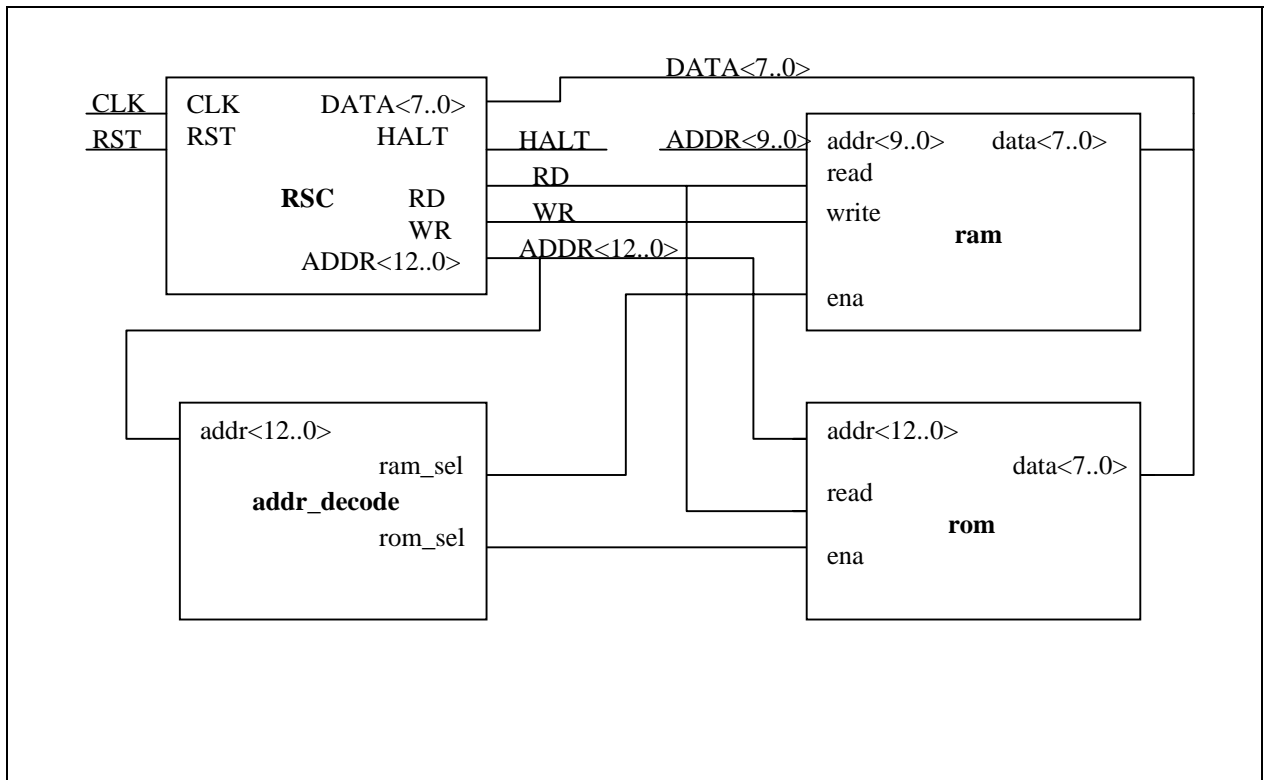 DATA<7..0>
CLK
CLK
DATA<7..0>
RST
RST
HALT
HALT
RSC
RD
RD
WR
WR
ADDR<12..0>
ADDR<12..0>
ADDR<9..0>
addr<9..0>
data<7..0>
read
write
ram
ena
addr<12..0>
ram_sel
addr_decode
rom_sel
addr<12..0>
data<7..0>
read
rom
ena